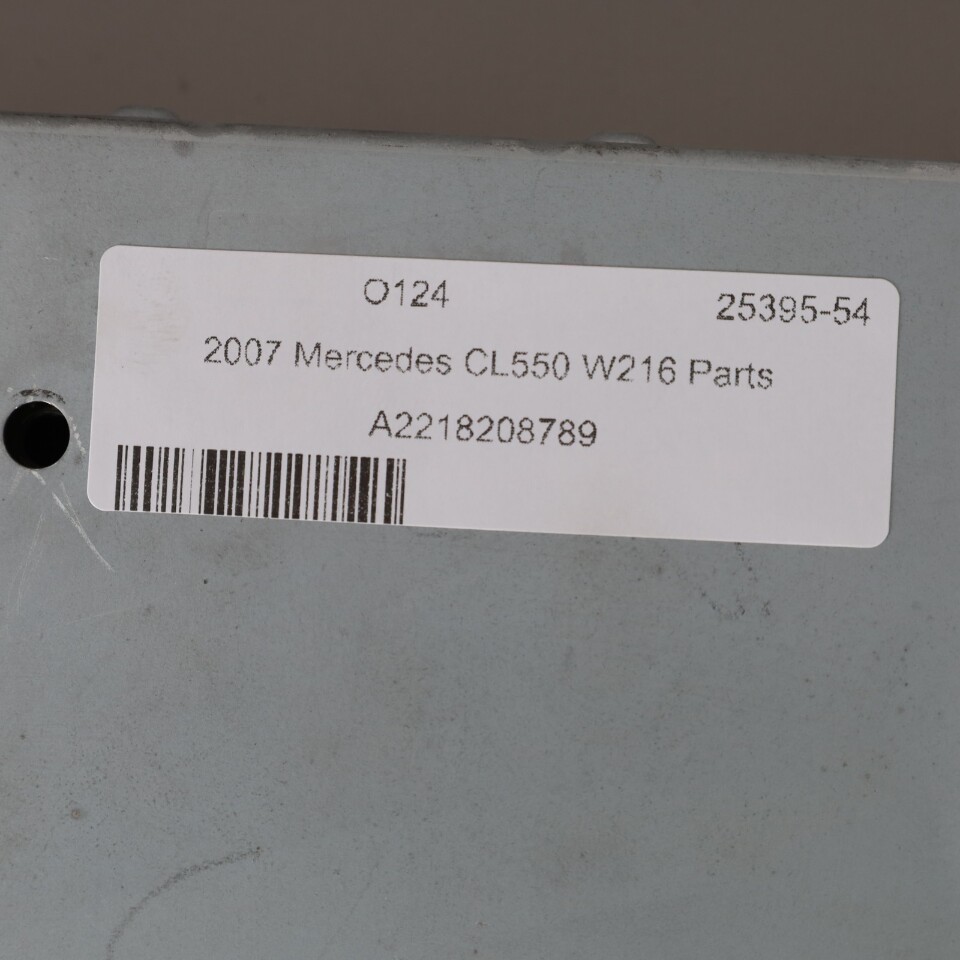 O124 25395-54
2007 Mercedes CL550 W216 Parts
A2218208789